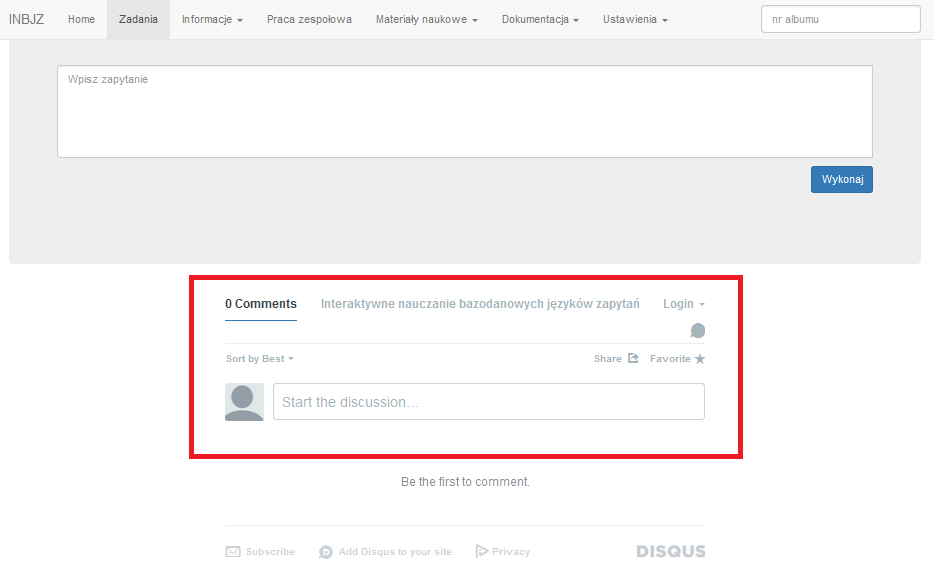 INBJZ Home Zadania Informacje Praca zespołowa Materiały naukowe Dokumentacja Ustawienia nr albumu
Wpisz zapytanie
Wykonaj
0 Comments Interaktywne nauczanie bazodanowych języków zapytań Login
Sort by Best Share Favorite
Start the discussion...
Be the first to comment.
Subscribe Add Disqus to your site Privacy DISQUS